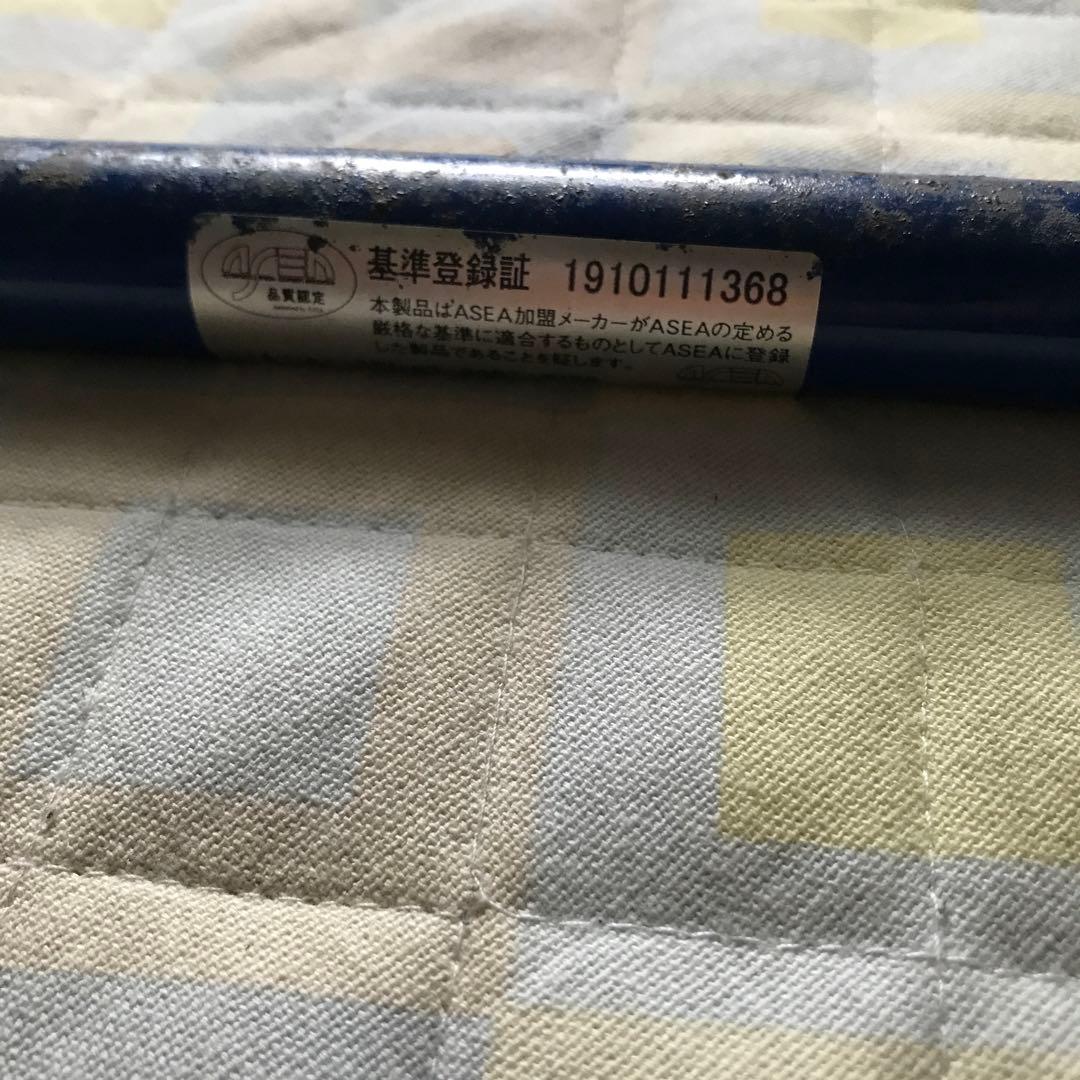 ASEA
品質認定
基準登録証 1910111368
本製品はASEA加盟メーカーがASEAの定める
厳格な基準に適合するものとしてASEAに登録
した製品であることを証します。
ASEA